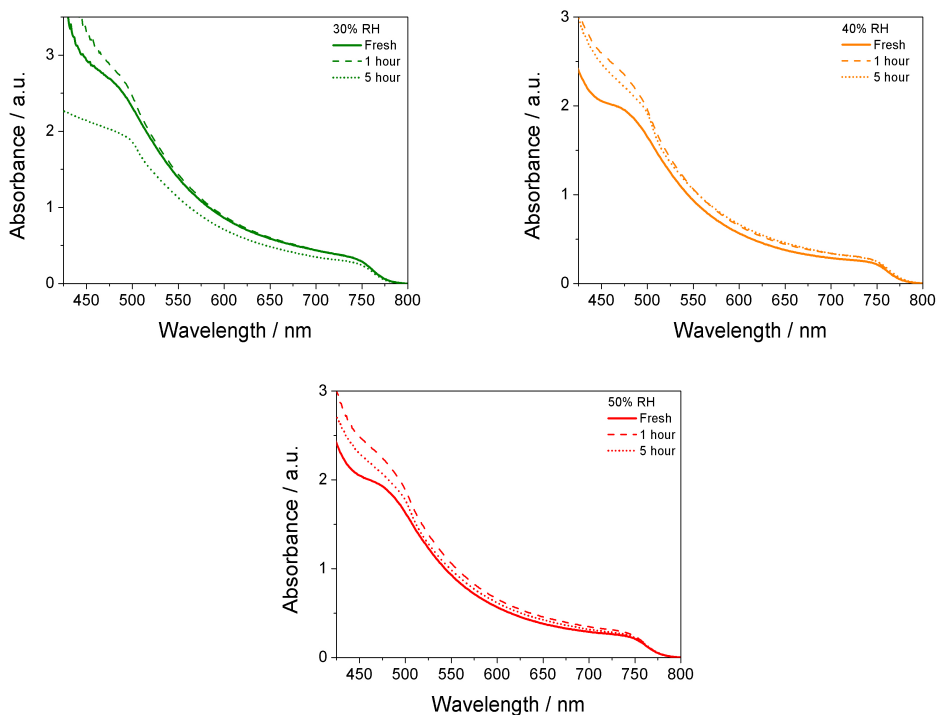 30% RH
Fresh
1 hour
5 hour
3
2
1
0
450 500 550 600 650 700 750 800
Absorbance / a.u.
Wavelength / nm
40% RH
Fresh
1 hour
5 hour
3
2
1
0
450 500 550 600 650 700 750 800
Absorbance / a.u.
Wavelength / nm
50% RH
Fresh
1 hour
5 hour
3
2
1
0
450 500 550 600 650 700 750 800
Absorbance / a.u.
Wavelength / nm